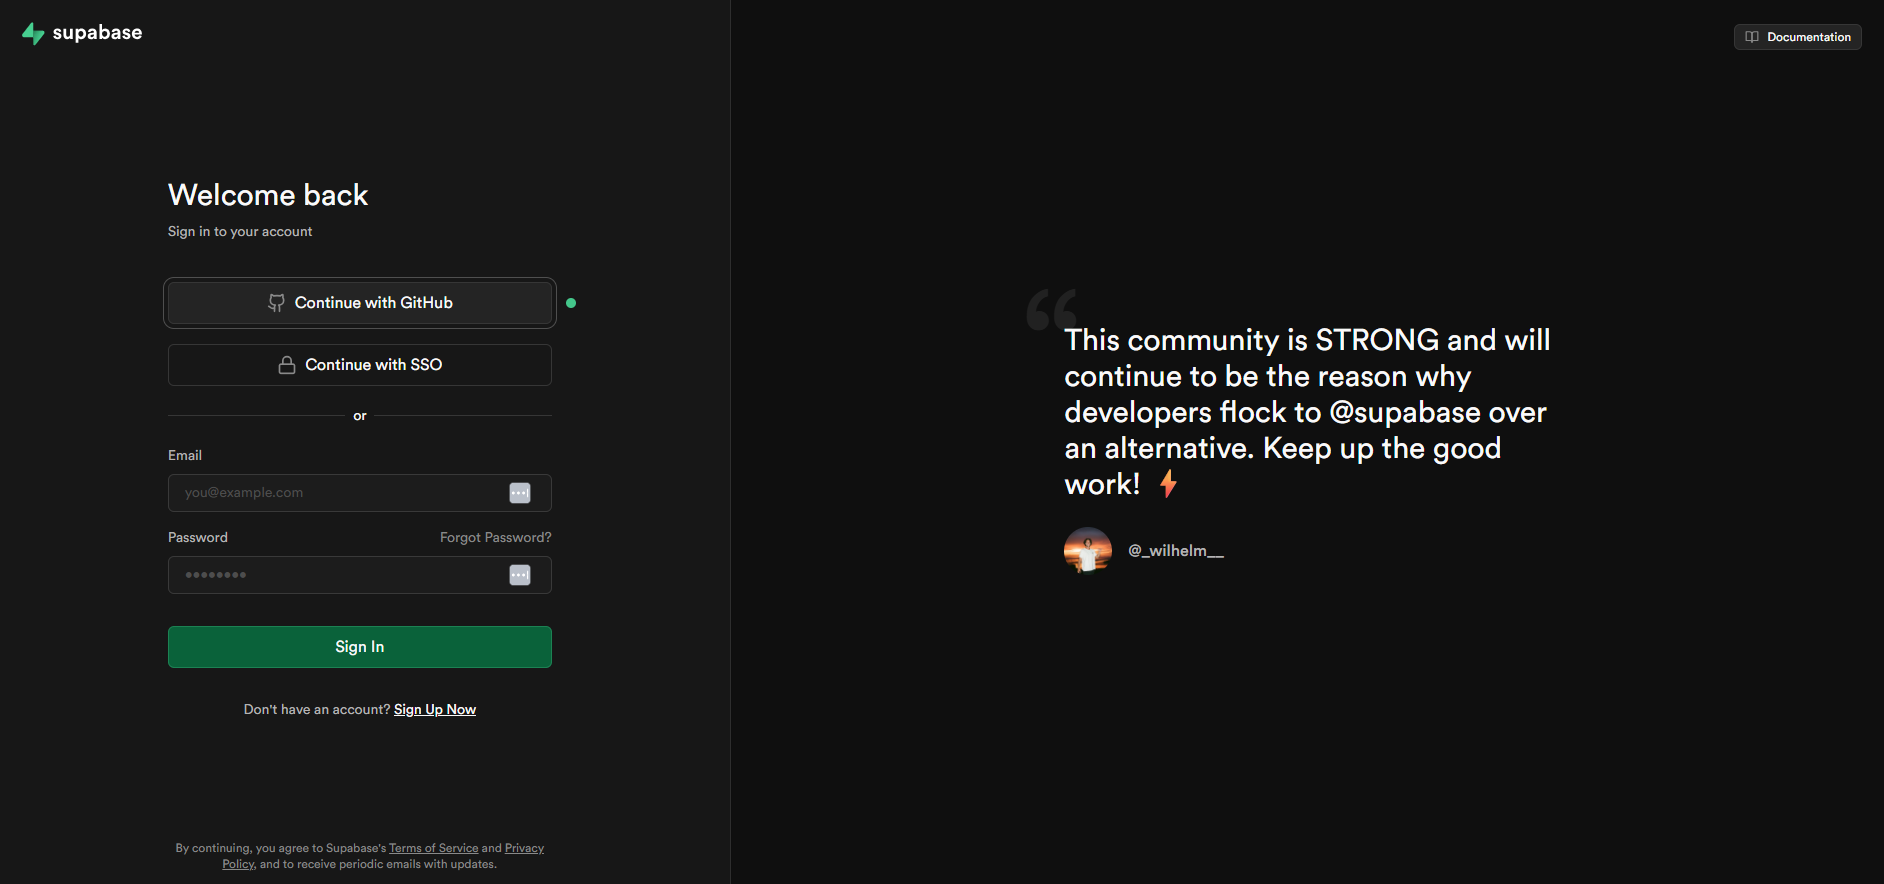 supabase
Documentation
Welcome back
Sign in to your account
Continue with GitHub
Continue with SSO
or
Email
you@example.com
Password
Forgot Password?
Sign In
Don't have an account? Sign Up Now
By continuing, you agree to Supabase's Terms of Service and Privacy
Policy, and to receive periodic emails with updates.
This community is STRONG and will
continue to be the reason why
developers flock to @supabase over
an alternative. Keep up the good
work! ⚡
@_wilhelm__